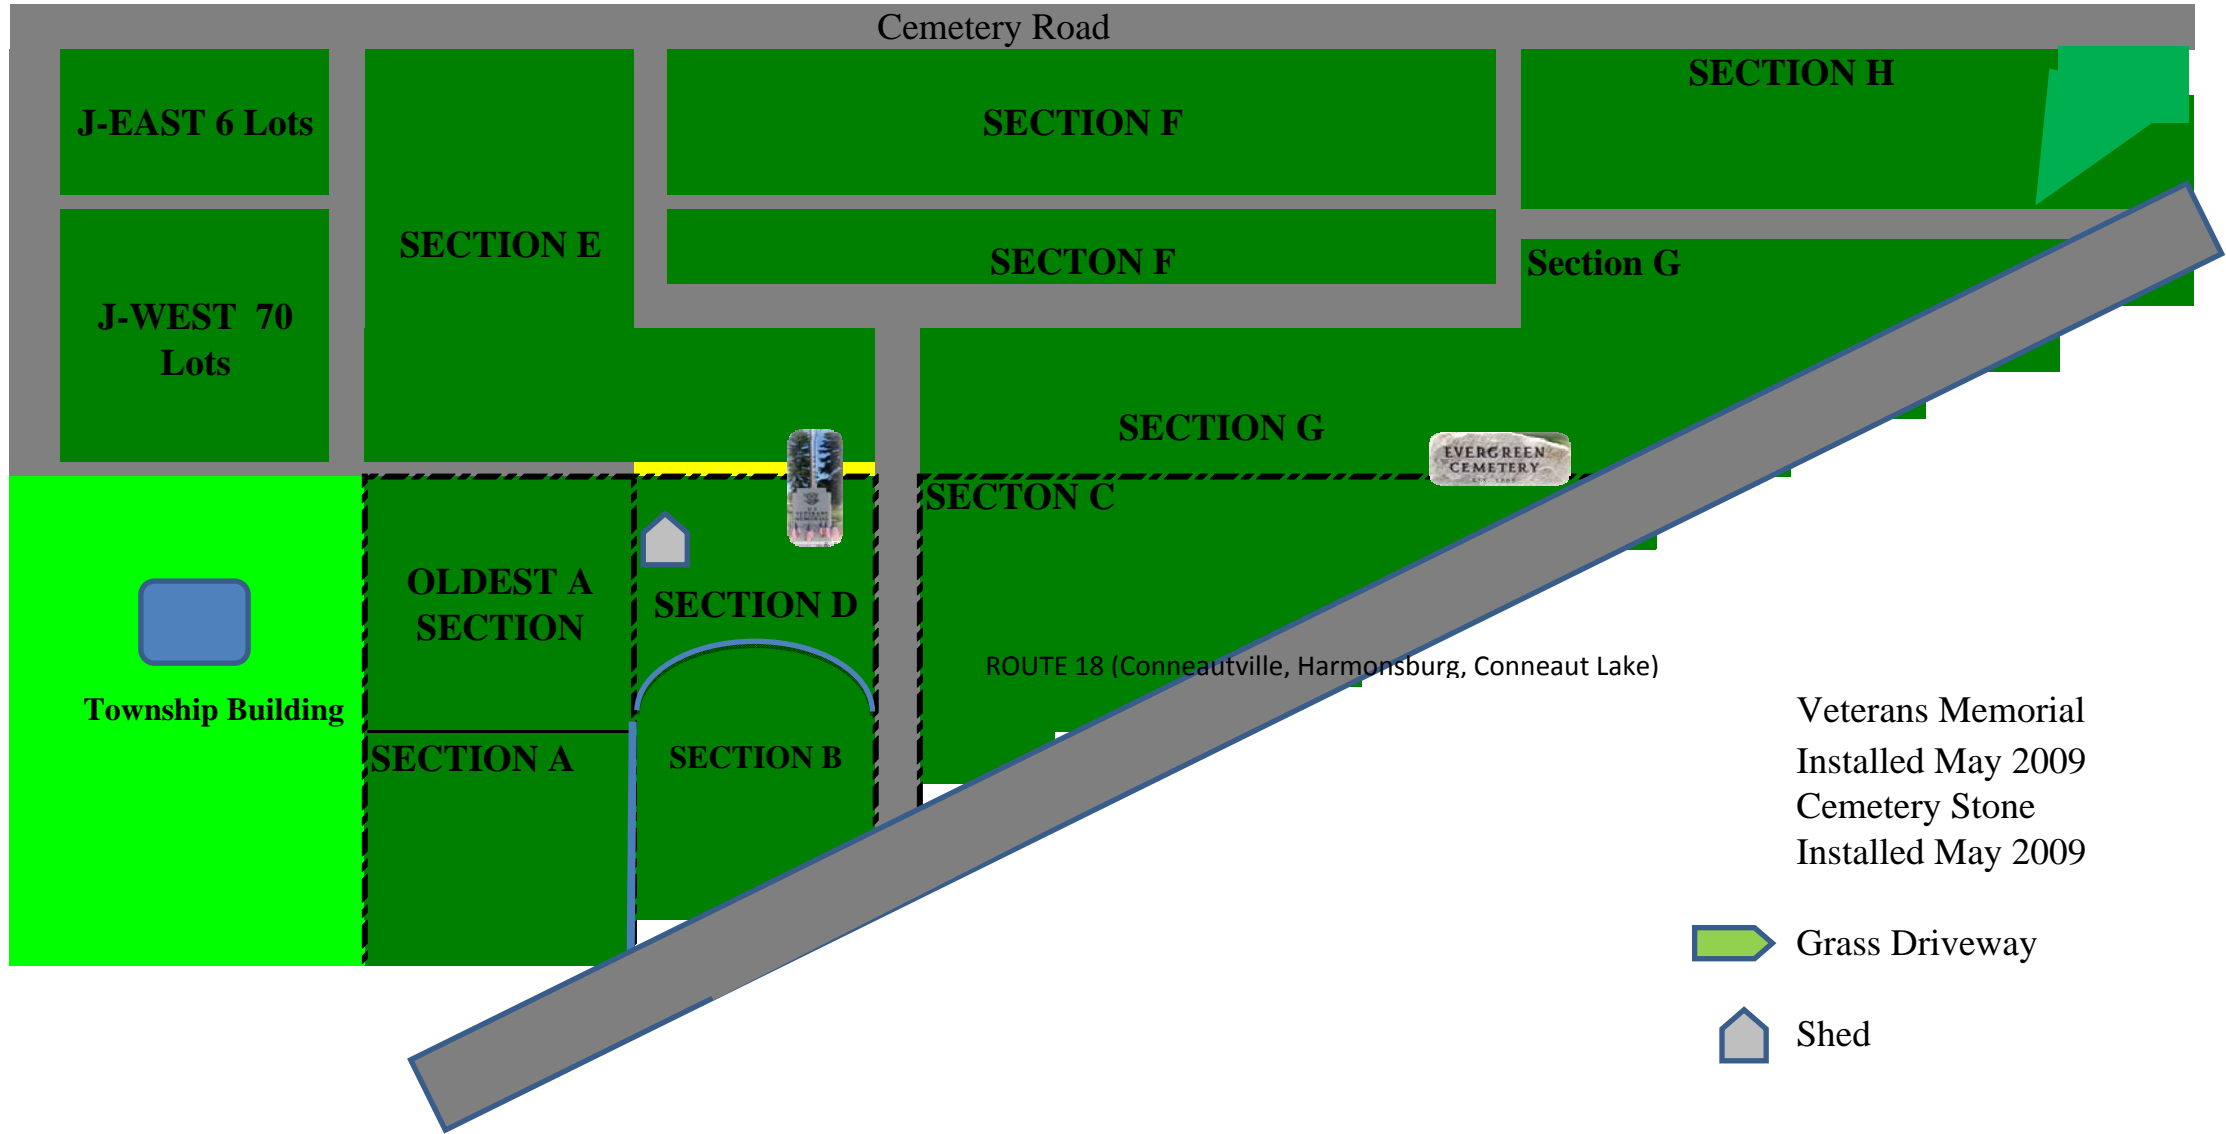 Cemetery Road
SECTION H
J-EAST 6 Lots
SECTION F
SECTION E
SECTON F
Section G
J-WEST  70
Lots
SECTION G
EVERGREEN
CEMETERY
SECTON C
VETERANS
MEMORIAL
OLDEST A
SECTION
SECTION D
ROUTE 18 (Conneautville, Harmonsburg, Conneaut Lake)
Township Building
SECTION A
SECTION B
Veterans Memorial
Installed May 2009
Cemetery Stone
Installed May 2009
Grass Driveway
Shed